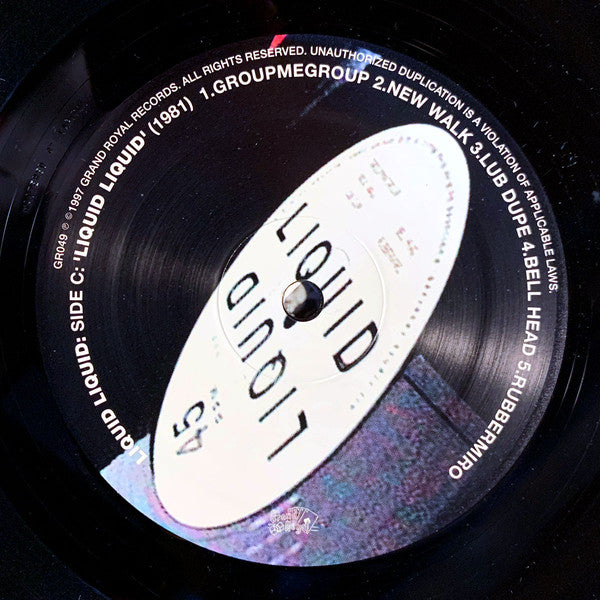 GR049 ℗ © 1997 GRAND ROYAL RECORDS. ALL RIGHTS RESERVED. UNAUTHORIZED DUPLICATION IS A VIOLATION OF APPLICABLE LAWS.
LIQUID LIQUID: SIDE C: 'LIQUID LIQUID' (1981) 1.GROUPMEGROUP 2.NEW WALK 3.LUB DUPE 4.BELL HEAD 5.RUBBERMIRO
LIQUID
LIQUID
45